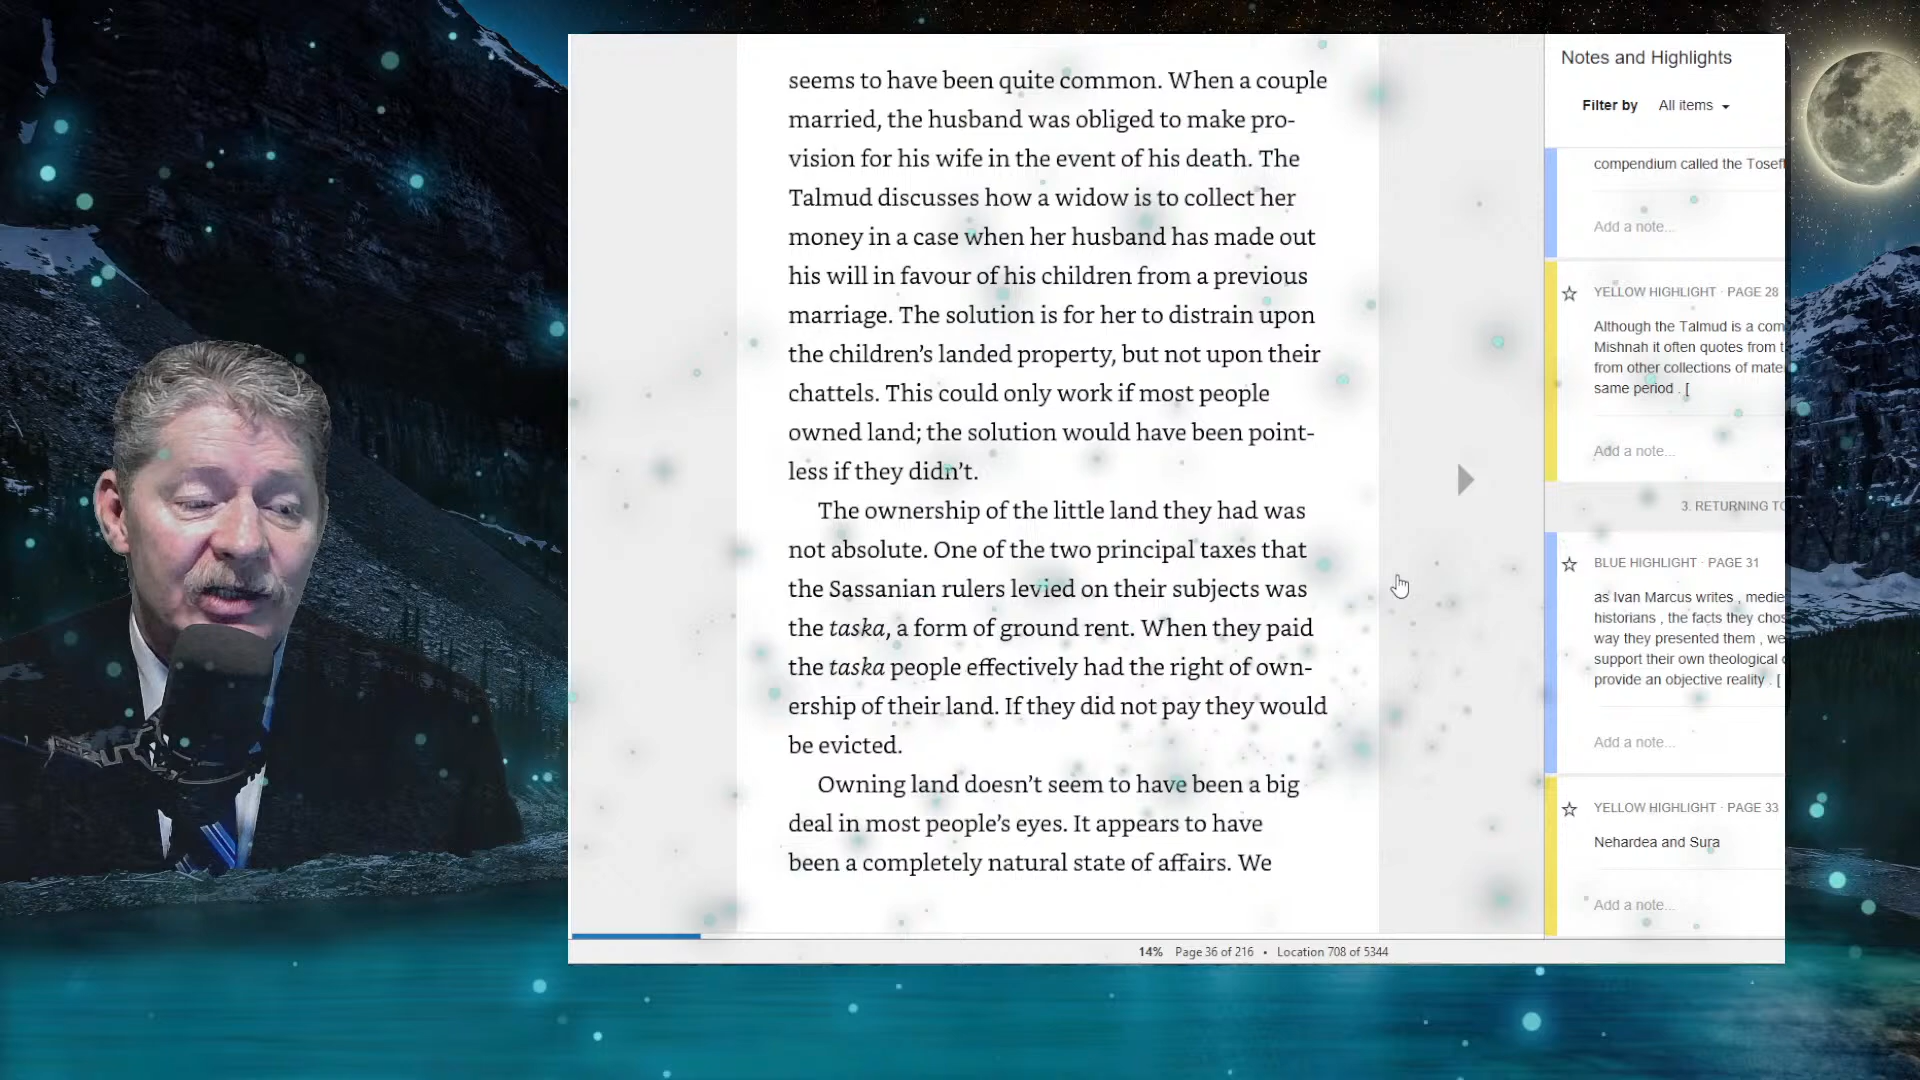 seems to have been quite common. When a couple
married, the husband was obliged to make pro-
vision for his wife in the event of his death. The
Talmud discusses how a widow is to collect her
money in a case when her husband has made out
his will in favour of his children from a previous
marriage. The solution is for her to distrain upon
the children's landed property, but not upon their
chattels. This could only work if most people
owned land; the solution would have been point-
less if they didn't.
The ownership of the little land they had was
not absolute. One of the two principal taxes that
the Sassanian rulers levied on their subjects was
the taska, a form of ground rent. When they paid
the taska people effectively had the right of own-
ership of their land. If they did not pay they would
be evicted.
Owning land doesn't seem to have been a big
deal in most people's eyes. It appears to have
been a completely natural state of affairs. We
14% Page 36 of 216 • Location 708 of 5344
Notes and Highlights
Filter by All items
compendium called the
Add a note...
YELLOW HIGHLIGHT · PAGE 28
Although the Talmud is a
Mishnah it often quotes from
from other collections of
same period . [
Add a note...
3. RETURNING
BLUE HIGHLIGHT · PAGE 31
as Ivan Marcus writes ,
historians , the facts they
way they presented them ,
support their own theological
provide an objective reality . [
Add a note...
YELLOW HIGHLIGHT · PAGE 33
Nehardea and Sura
Add a note...